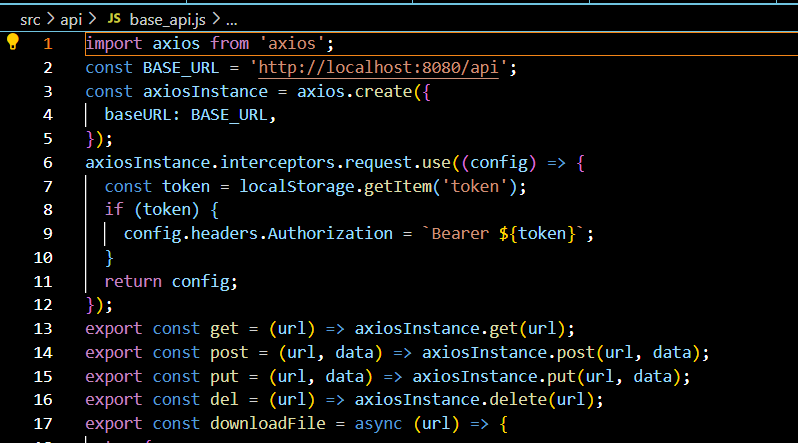 src > api > JS base_api.js > ...
1 import axios from 'axios';
2 const BASE_URL = 'http://localhost:8080/api';
3 const axiosInstance = axios.create({
4 baseURL: BASE_URL,
5 });
6 axiosInstance.interceptors.request.use((config) => {
7 const token = localStorage.getItem('token');
8 if (token) {
9 config.headers.Authorization = `Bearer ${token}`;
10 }
11 return config;
12 });
13 export const get = (url) => axiosInstance.get(url);
14 export const post = (url, data) => axiosInstance.post(url, data);
15 export const put = (url, data) => axiosInstance.put(url, data);
16 export const del = (url) => axiosInstance.delete(url);
17 export const downloadFile = async (url) => {